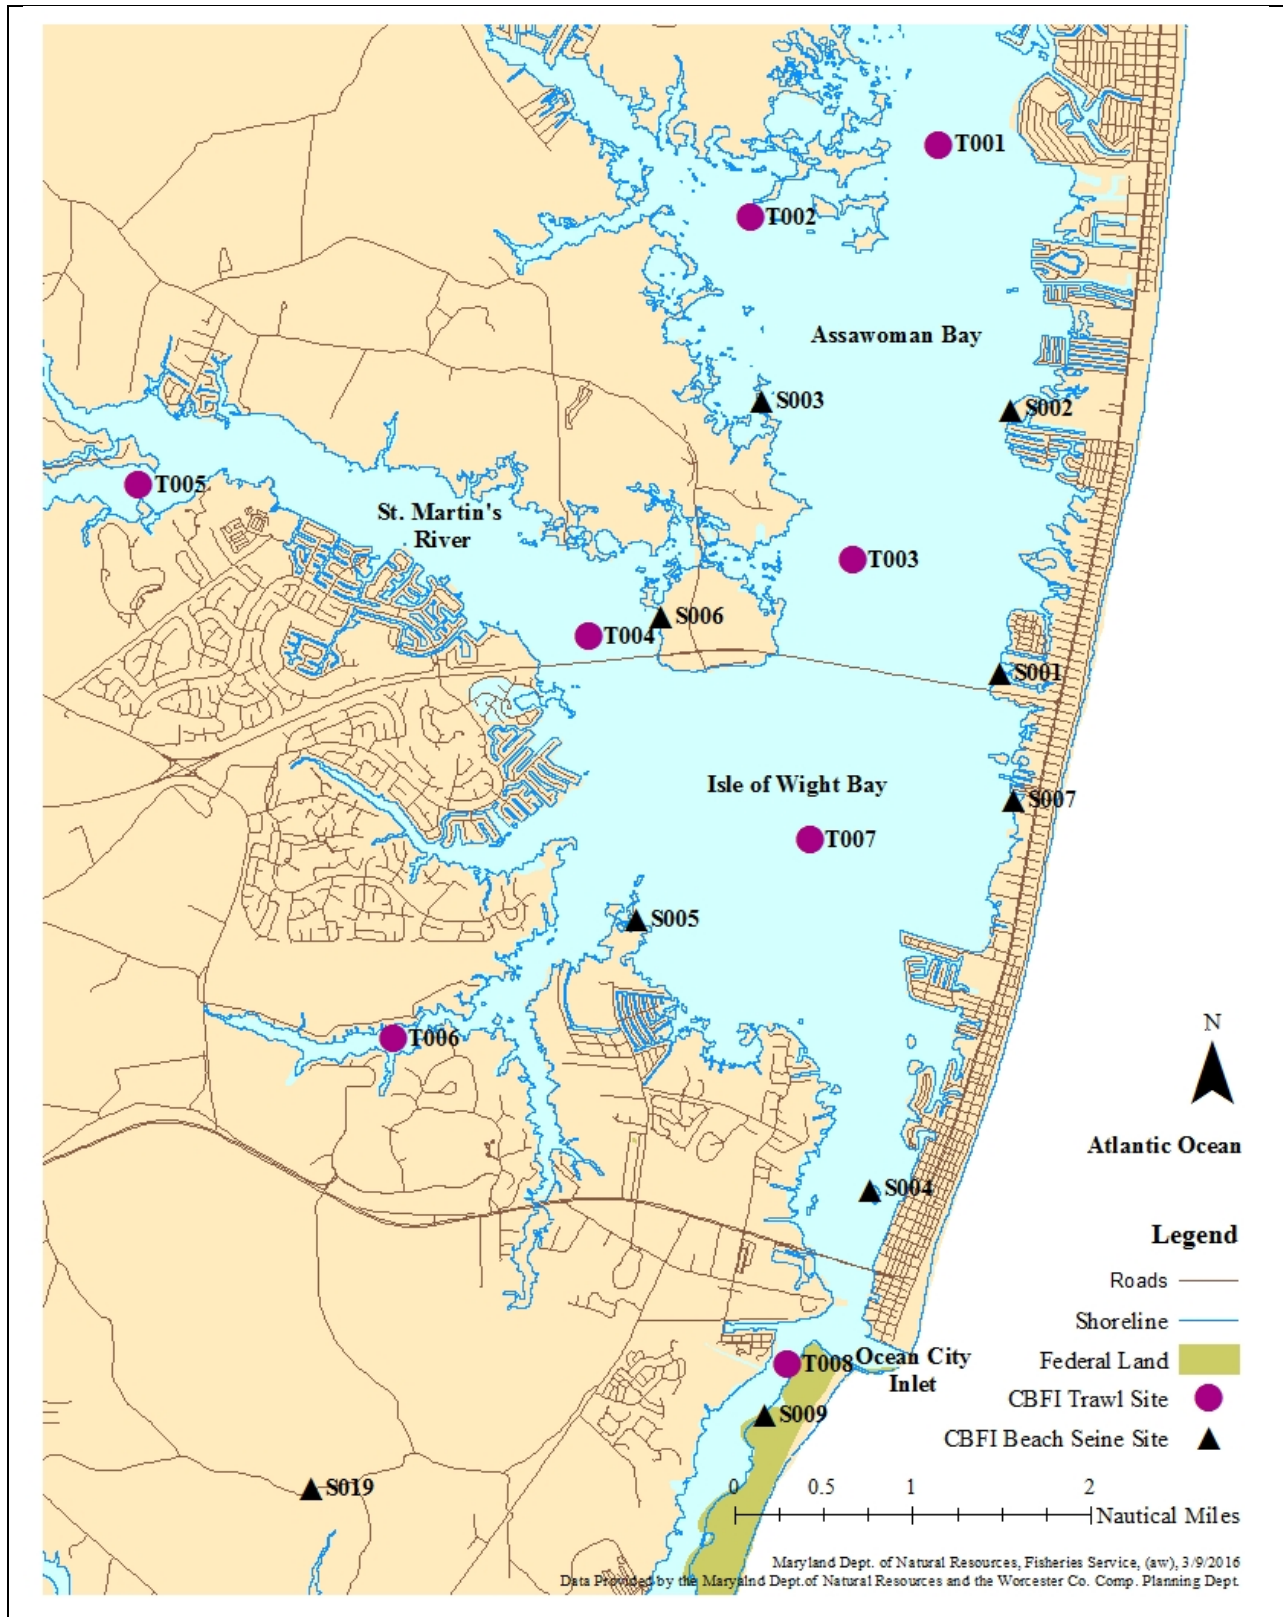 T001
T002
Assawoman Bay
S003
S002
T005
St. Martin's
River
T003
S006
T004
S001
Isle of Wight Bay
S007
T007
S005
N
T006
Atlantic Ocean
S004
Legend
Roads
Shoreline
T008
Ocean City
Inlet
Federal Land
CBFI Trawl Site
S009
CBFI Beach Seine Site
S019
0 0.5 1 2
Nautical Miles
Maryland Dept. of Natural Resources, Fisheries Service, (aw), 3/9/2016
Data Provided by the Maryalnd Dept.of Natural Resources and the Worcester Co. Comp. Planning Dept.